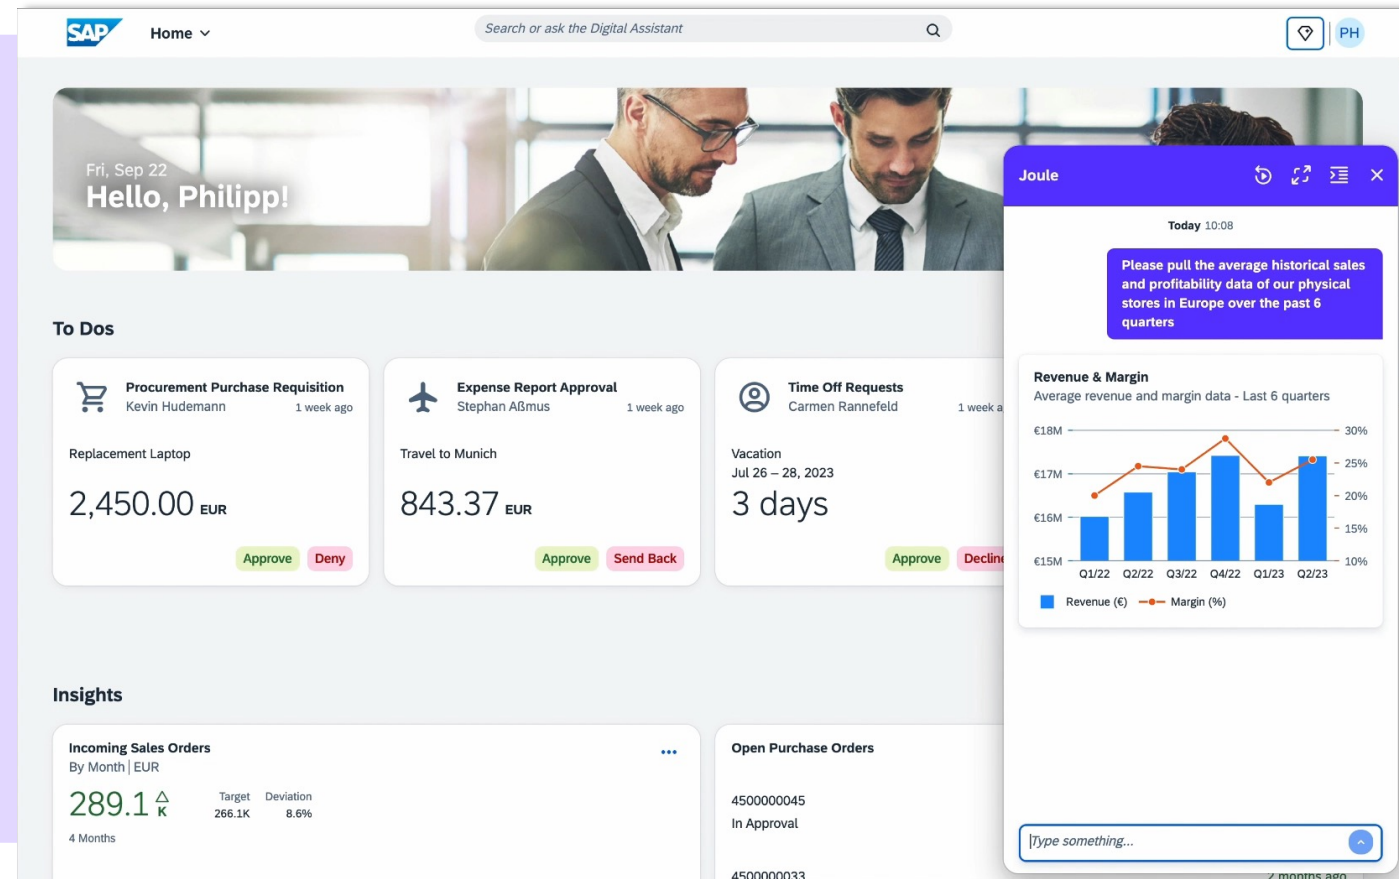 SAP
Home
Search or ask the Digital Assistant
PH
Fri, Sep 22
Hello, Philipp!
To Dos
Procurement Purchase Requisition
Kevin Hudemann 1 week ago
Replacement Laptop
2,450.00 EUR
Approve Deny
Expense Report Approval
Stephan Aßmus 1 week ago
Travel to Munich
843.37 EUR
Approve Send Back
Time Off Requests
Carmen Rannefeld 1 week a
Vacation
Jul 26 – 28, 2023
3 days
Approve Decline
Insights
Incoming Sales Orders
By Month | EUR
289.1 K
Target Deviation
266.1K 8.6%
4 Months
Open Purchase Orders
4500000045
In Approval
4500000033
2 months ago
Joule
Today 10:08
Please pull the average historical sales
and profitability data of our physical
stores in Europe over the past 6
quarters
Revenue & Margin
Average revenue and margin data - Last 6 quarters
€18M 30%
25%
€17M
20%
€16M
15%
€15M 10%
Q1/22 Q2/22 Q3/22 Q4/22 Q1/23 Q2/23
Revenue (€) Margin (%)
Type something...